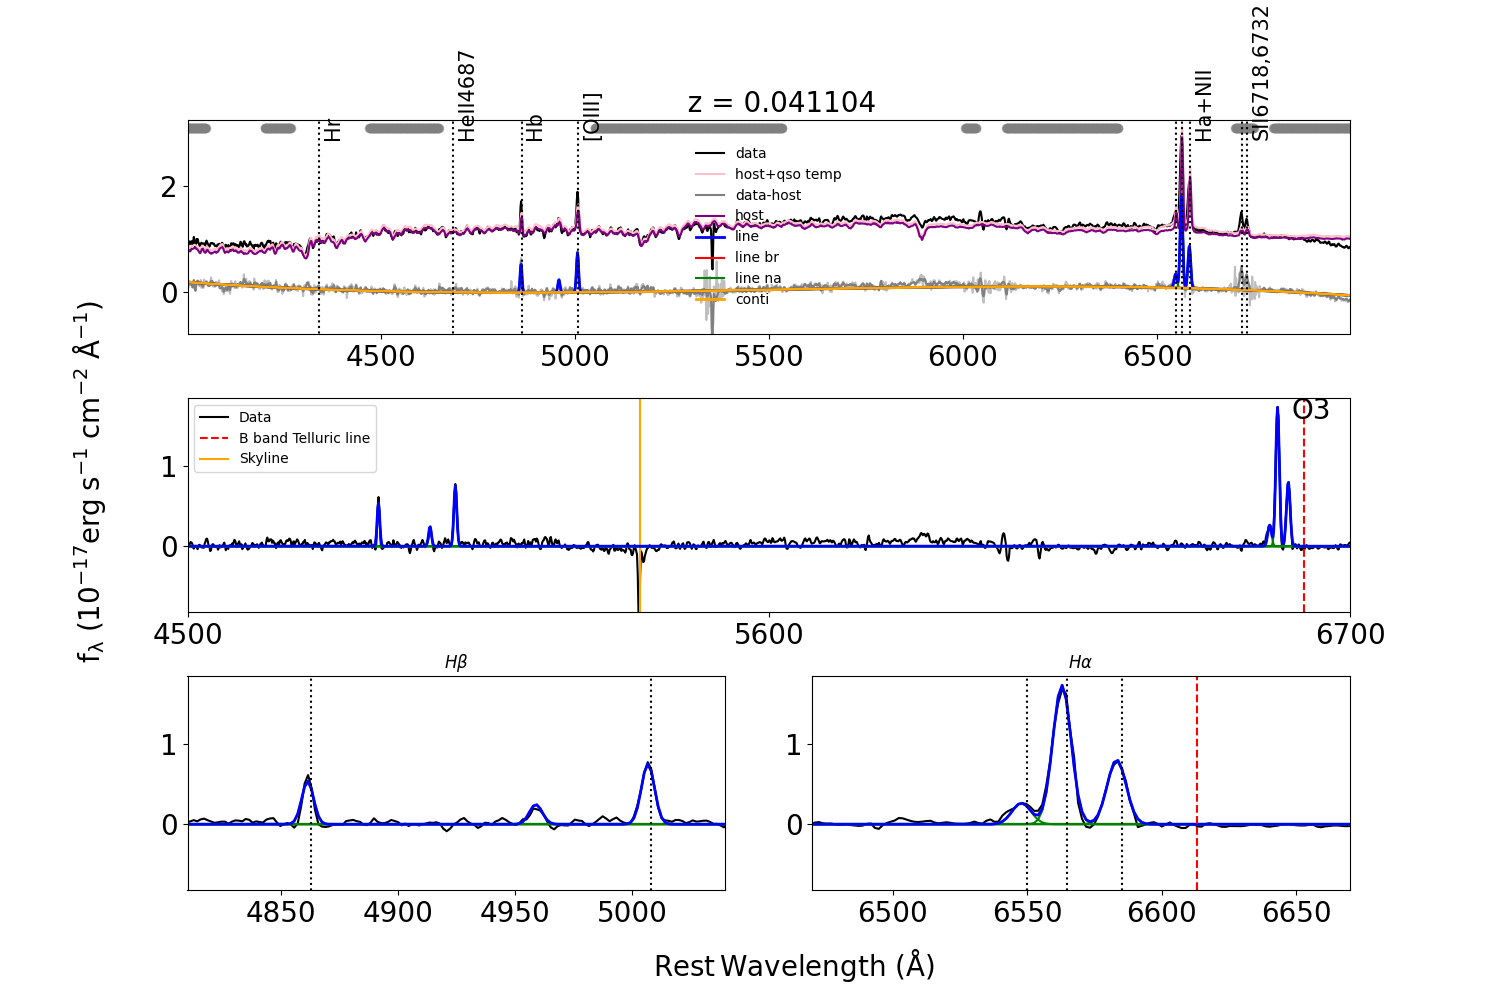 Hr
HeII4687
Hb
[OIII]
Ha+NII
SII6718,6732
z = 0.041104
data
host+qso temp
data-host
host
line
line br
line na
conti
2
0
4500 5000 5500 6000 6500
Data
B band Telluric line
Skyline
O3
1
0
4500 5600 6700
fλ (10⁻¹⁷erg s⁻¹ cm⁻² Å⁻¹)
Hβ
1
0
4850 4900 4950 5000
Hα
1
0
6500 6550 6600 6650
Rest Wavelength (Å)